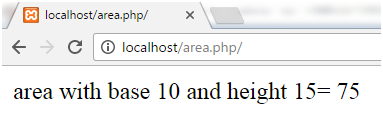 localhost/area.php/
localhost/area.php/
area with base 10 and height 15= 75